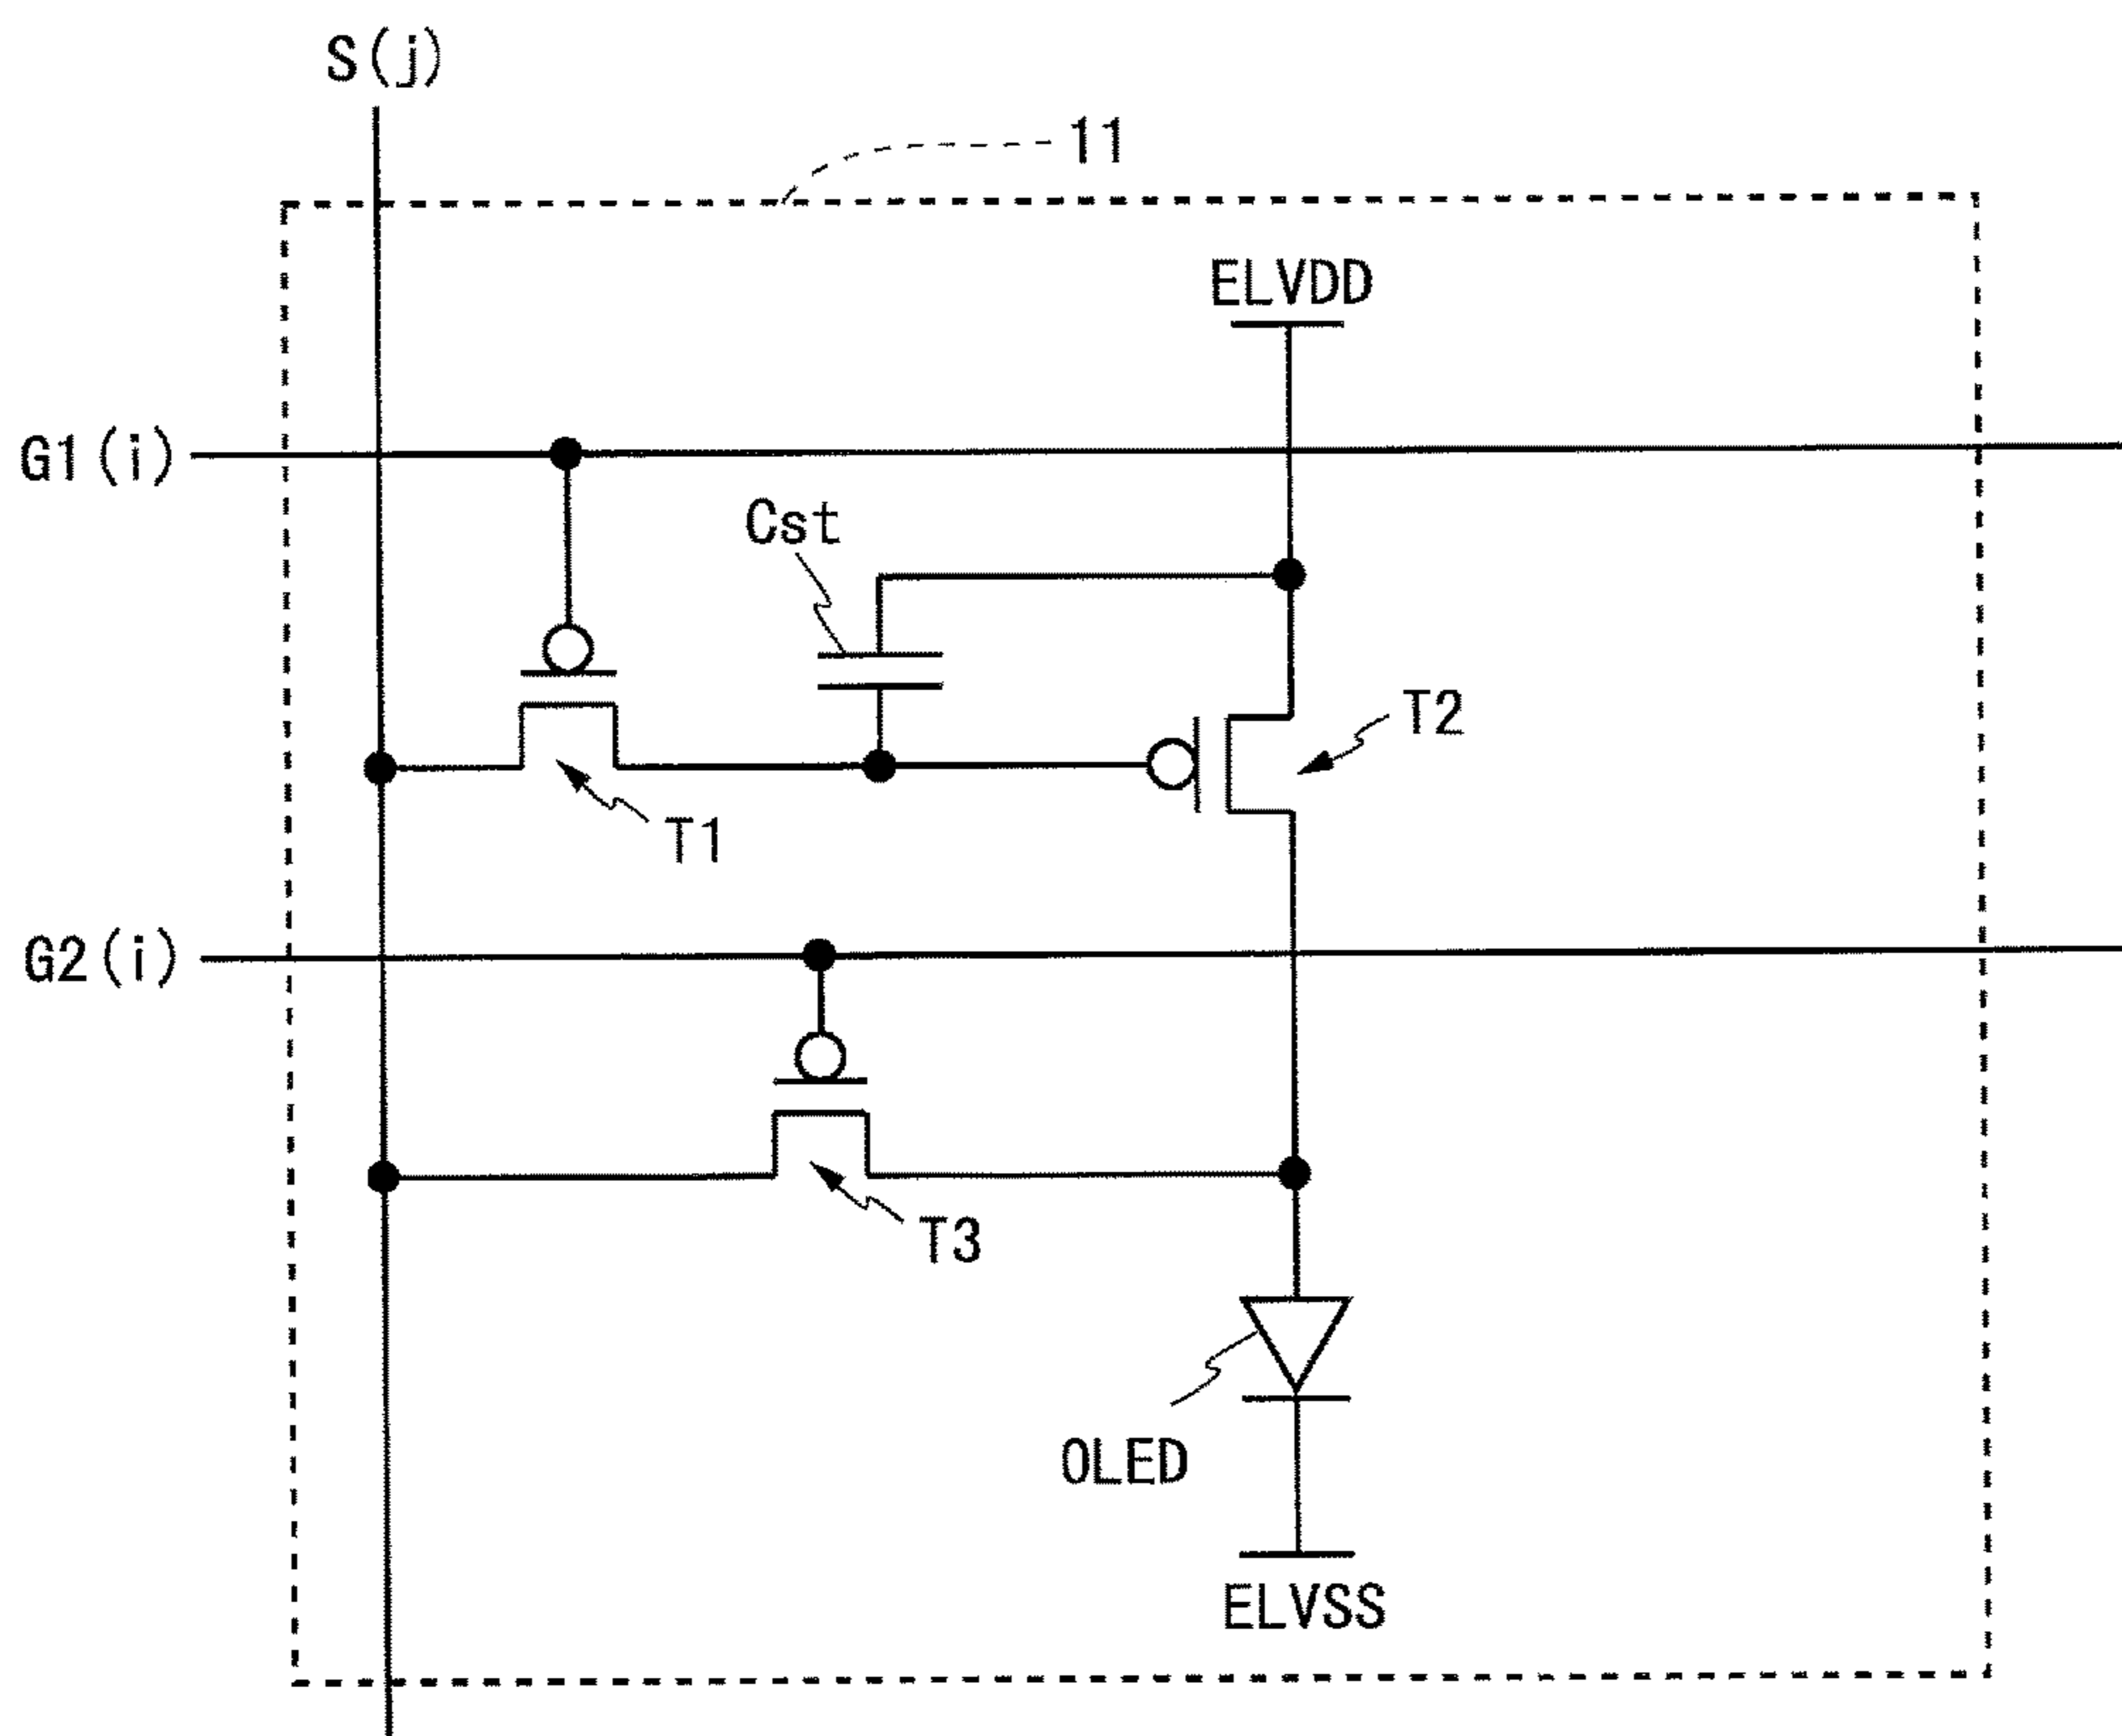 S(j)
11
ELVDD
G1(i)
Cst
T2
T1
G2(i)
T3
OLED
ELVSS